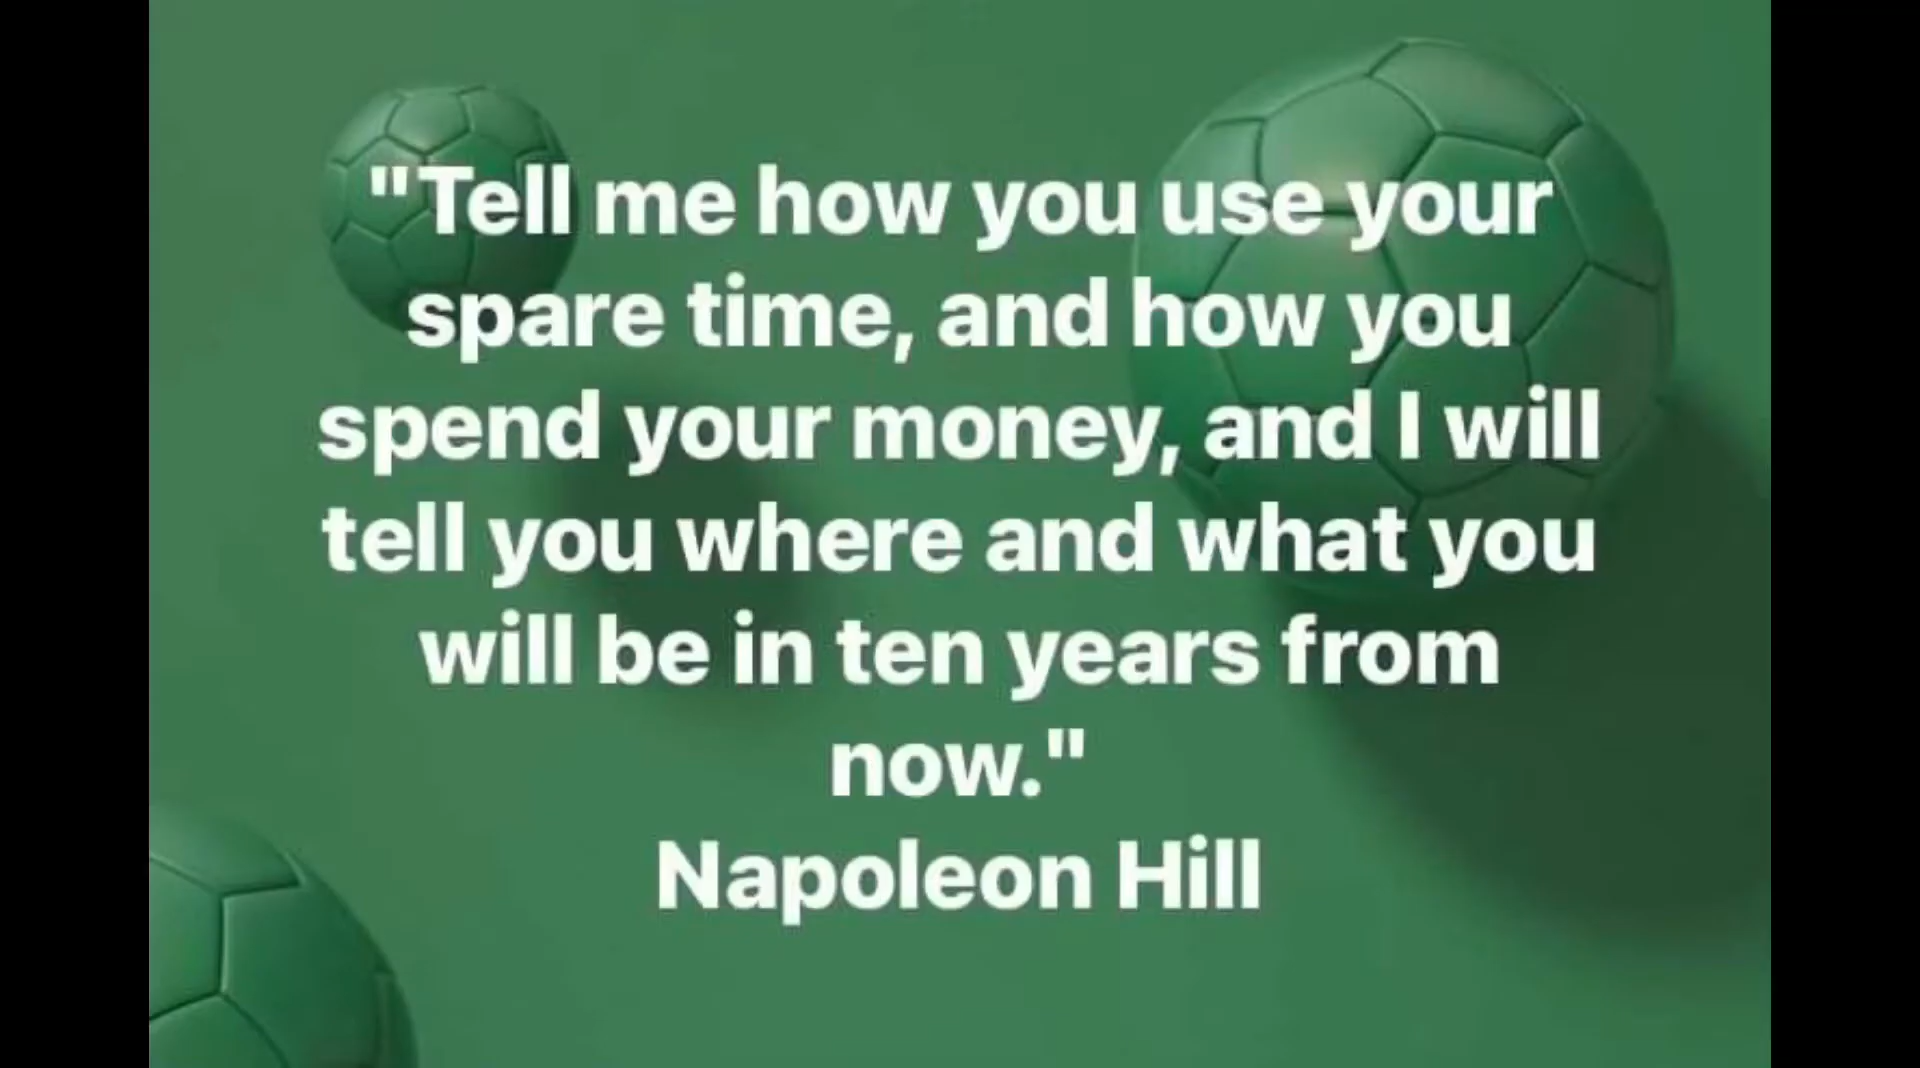 "Tell me how you use your
spare time, and how you
spend your money, and I will
tell you where and what you
will be in ten years from
now."
Napoleon Hill